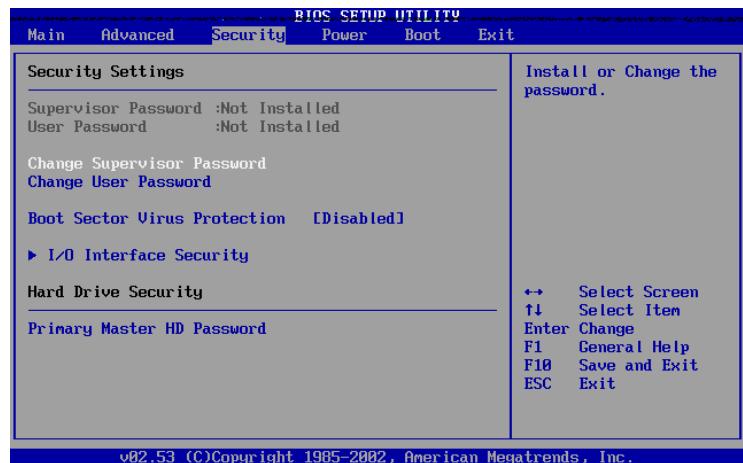 BIOS SETUP UTILITY
Main Advanced Security Power Boot Exit
Security Settings
Supervisor Password :Not Installed
User Password :Not Installed
Change Supervisor Password
Change User Password
Boot Sector Virus Protection [Disabled]
▶ I/O Interface Security
Hard Drive Security
Primary Master HD Password
Install or Change the
password.
←→ Select Screen
↑↓ Select Item
Enter Change
F1 General Help
F10 Save and Exit
ESC Exit
v02.53 (C)Copyright 1985-2002, American Megatrends, Inc.